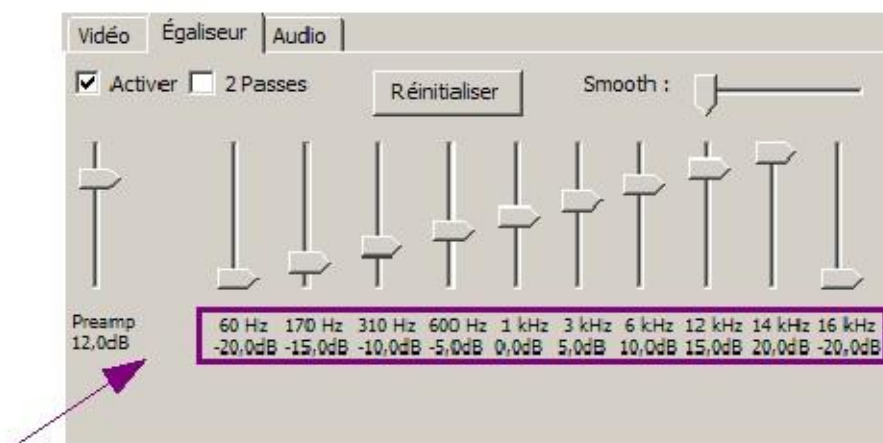 Vidéo Égaliseur Audio
Activer 2 Passes Réinitialiser Smooth :
Preamp 60 Hz 170 Hz 310 Hz 600 Hz 1 kHz 3 kHz 6 kHz 12 kHz 14 kHz 16 kHz
12,0dB -20,0dB -15,0dB -10,0dB -5,0dB 0,0dB 5,0dB 10,0dB 15,0dB 20,0dB -20,0dB